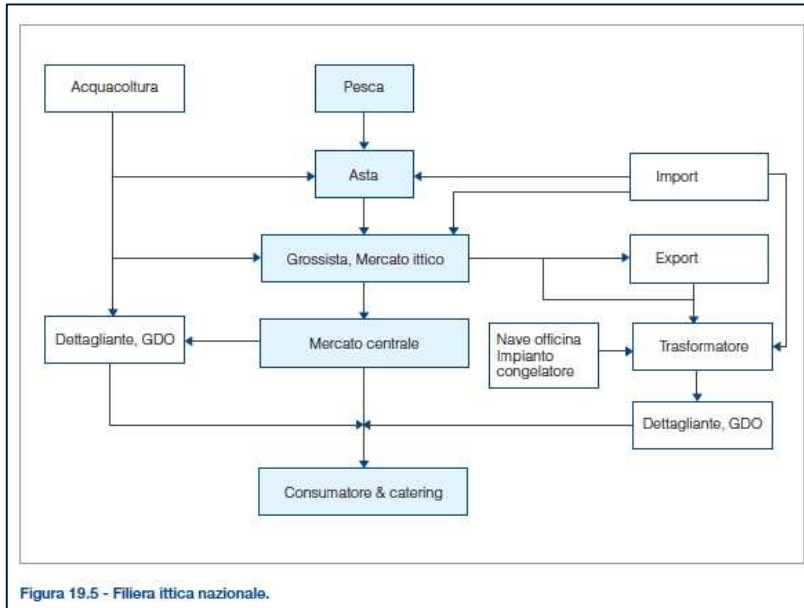 Acquacoltura
Pesca
Asta
Import
Grossista, Mercato ittico
Export
Dettagliante, GDO
Mercato centrale
Nave officina
Impianto
congelatore
Trasformatore
Dettagliante, GDO
Consumatore & catering
Figura 19.5 - Filiera ittica nazionale.